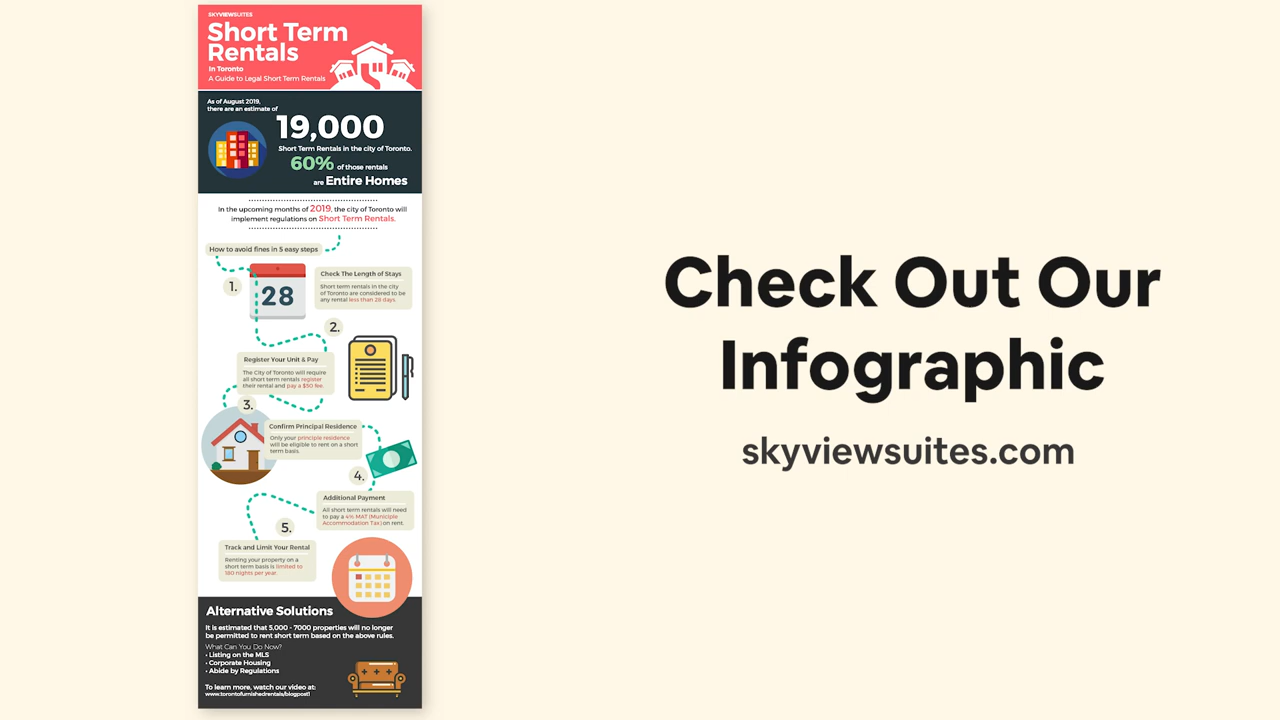 SKYVIEWSUITES
Short Term
Rentals
In Toronto
A Guide to Legal Short Term Rentals
As of August 2019,
there are an estimate of
19,000
Short Term Rentals in the city of Toronto.
60% of those rentals
are Entire Homes
In the upcoming months of 2019, the city of Toronto will
implement regulations on Short Term Rentals.
How to avoid fines in 5 easy steps
1.
28
Check The Length of Stays
Short term rentals in the city
of Toronto are considered to be
any rental less than 28 days.
2.
Register Your Unit & Pay
The City of Toronto will require
all short term rentals register
their rental and pay a $50 fee.
3.
Confirm Principal Residence
Only your principle residence
will be eligible to rent on a short
term basis.
4.
Additional Payment
All short term rentals will need
to pay a 4% MAT (Municiple
Accommodation Tax) on rent.
5.
Track and Limit Your Rental
Renting your property on a
short term basis is limited to
180 nights per year.
Alternative Solutions
It is estimated that 5,000 - 7000 properties will no longer
be permitted to rent short term based on the above rules.
What Can You Do Now?
• Listing on the MLS
• Corporate Housing
• Abide by Regulations
To learn more, watch our video at:
www.torontofurnishedrentals/blogpost1
Check Out Our
Infographic
skyviewsuites.com